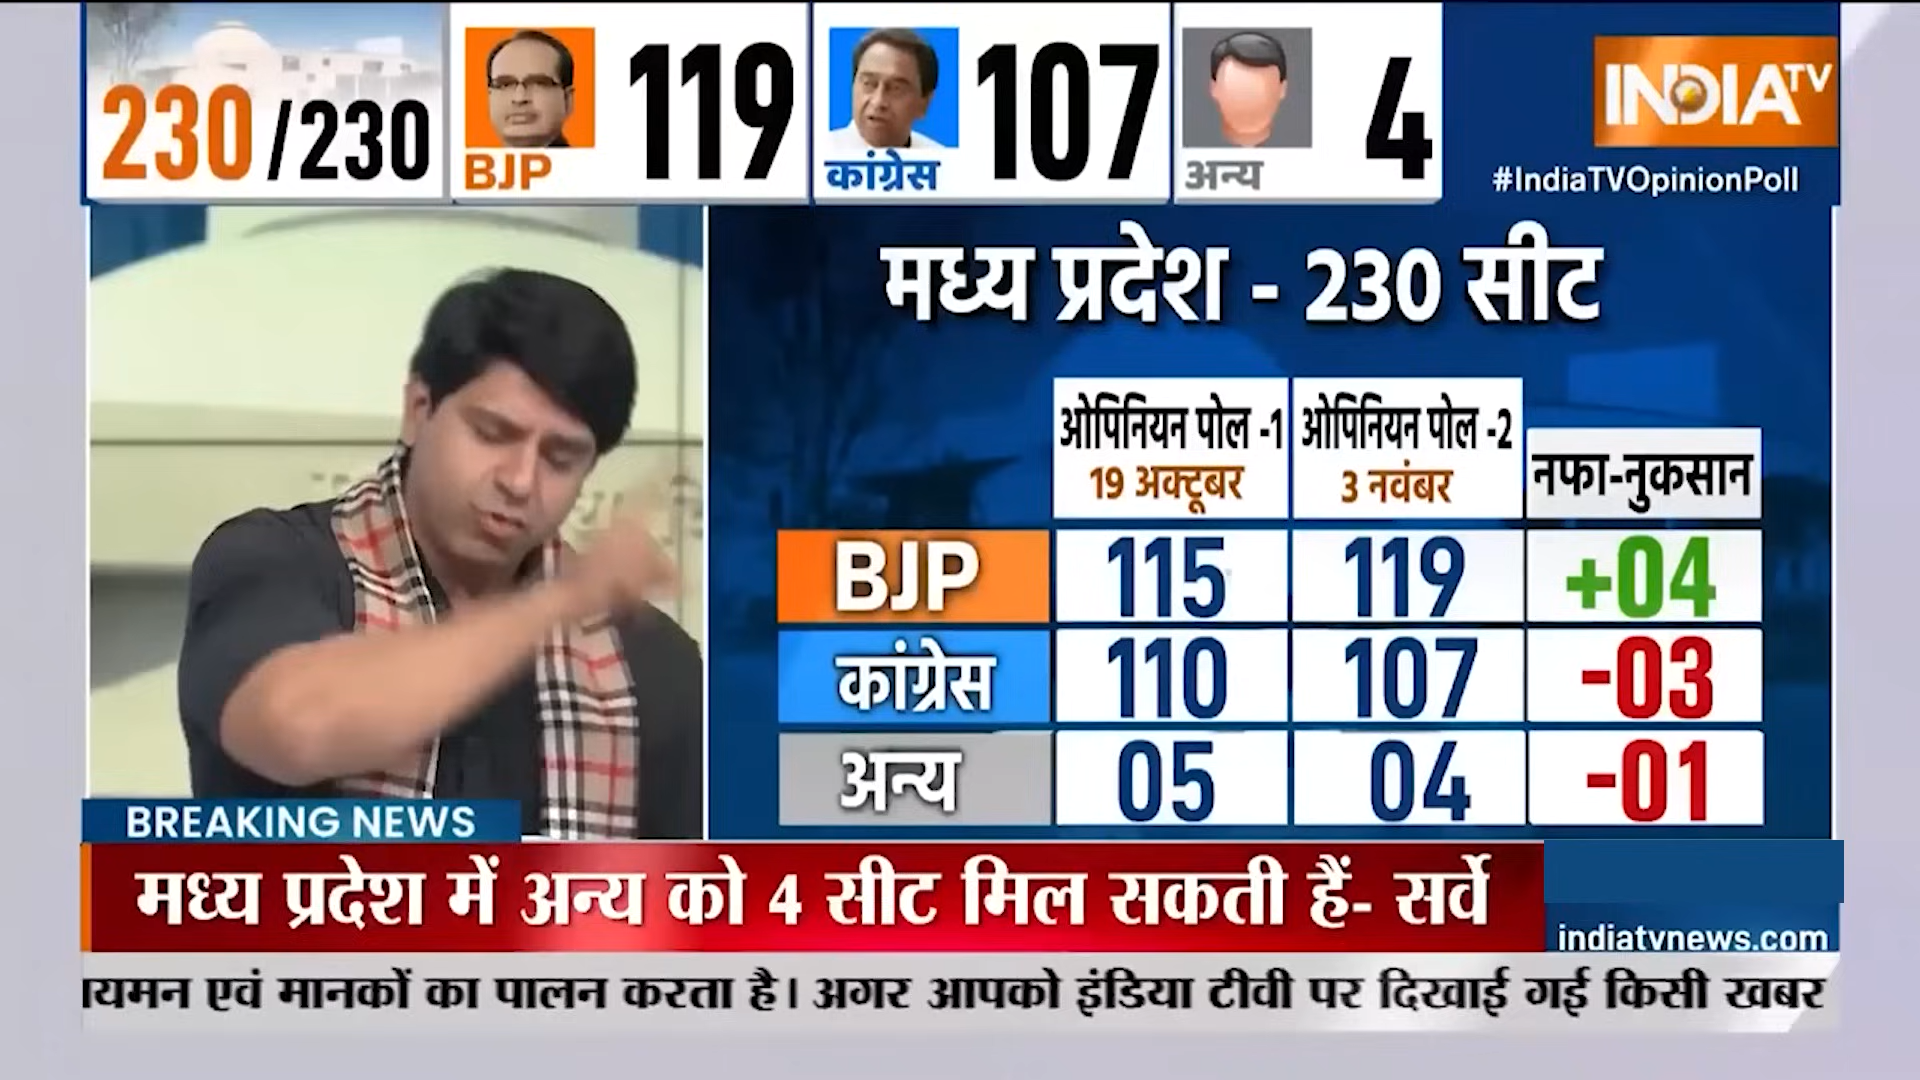 230/230
BJP
119
कांग्रेस
107
अन्य
4
INDIA TV
#IndiaTVOpinionPoll
मध्य प्रदेश - 230 सीट
ओपिनियन पोल -1
19 अक्टूबर
ओपिनियन पोल -2
3 नवंबर
नफा-नुकसान
BJP 115 119 +04
कांग्रेस 110 107 -03
अन्य 05 04 -01
BREAKING NEWS
मध्य प्रदेश में अन्य को 4 सीट मिल सकती हैं- सर्वे
indiatvnews.com
यमन एवं मानकों का पालन करता है। अगर आपको इंडिया टीवी पर दिखाई गई किसी खबर